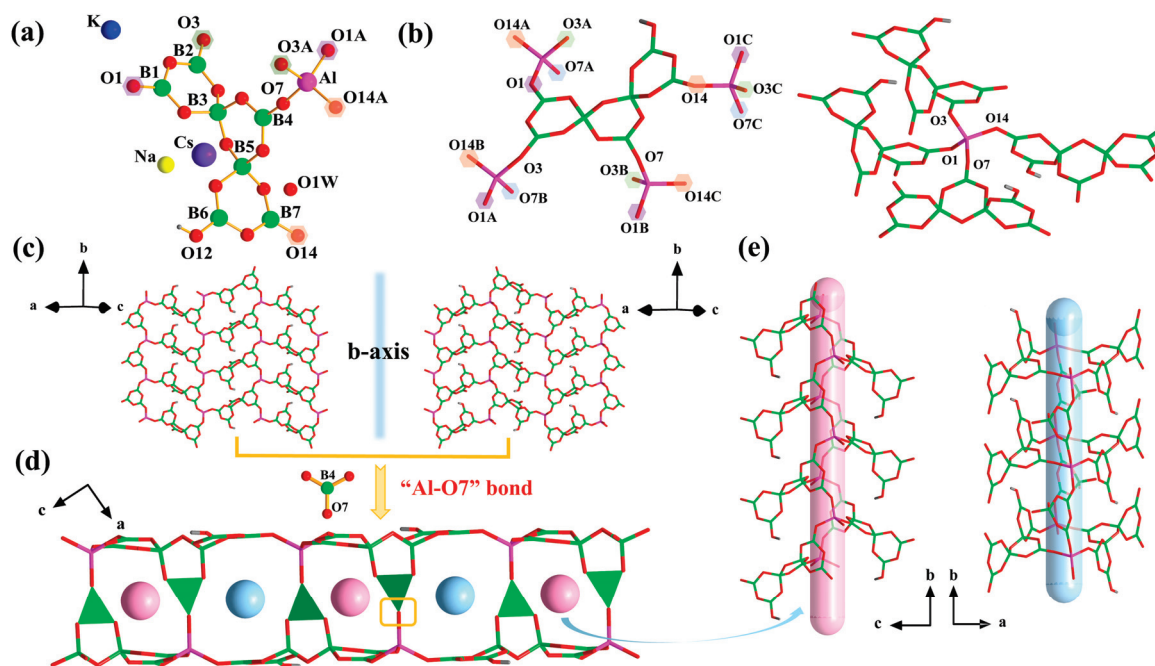 (a)
K
O3
B2
O1
B1
B3
O3A
O1A
O7
Al
O14A
B4
B5
Cs
Na
O1W
B6
B7
O12
O14
(b)
O14A
O3A
O7A
O1
O14B
O3
O7B
O1A
O1C
O14
O3C
O7C
O7
O3B
O14C
O1B
O3
O14
O1
O7
(c)
b
a
c
b-axis
b
a
c
(d)
c
a
B4
O7
“Al-O7” bond
(e)
b
b
c
a